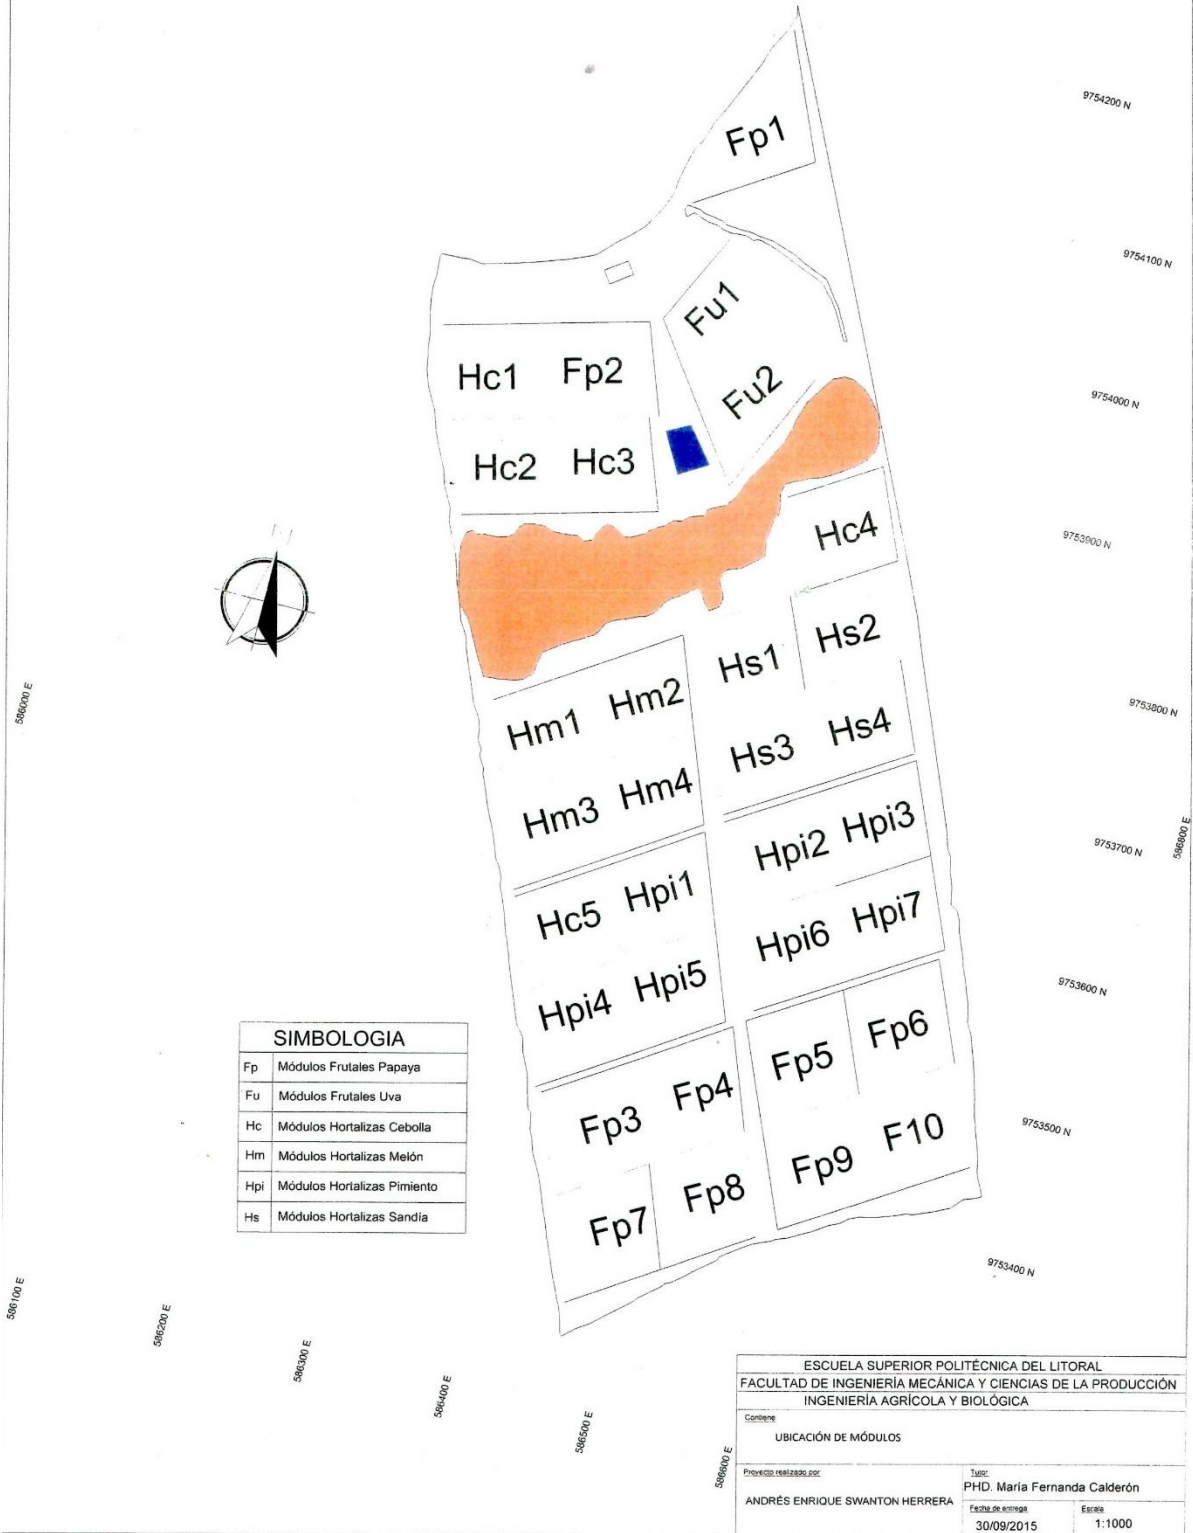 9754200 N
Fp1
9754100 N
Fu1
Hc1 Fp2
Fu2
9754000 N
Hc2 Hc3
Hc4
9753900 N
Hs2
Hs1
586000 E
Hm2
Hm1
9753800 N
Hs4
Hs3
Hm4
Hm3
Hpi3
Hpi2
9753700 N
586800 E
Hpi1
Hc5
Hpi7
Hpi6
Hpi5
Hpi4
9753600 N
Fp6
Fp5
SIMBOLOGIA
Fp Módulos Frutales Papaya
Fu Módulos Frutales Uva
Hc Módulos Hortalizas Cebolla
Hm Módulos Hortalizas Melón
Hpi Módulos Hortalizas Pimiento
Hs Módulos Hortalizas Sandía
Fp4
Fp3
9753500 N
F10
Fp9
Fp8
Fp7
9753400 N
586100 E
586200 E
586300 E
586400 E
586500 E
586600 E
ESCUELA SUPERIOR POLITÉCNICA DEL LITORAL
FACULTAD DE INGENIERÍA MECÁNICA Y CIENCIAS DE LA PRODUCCIÓN
INGENIERÍA AGRÍCOLA Y BIOLÓGICA
Contiene
UBICACIÓN DE MÓDULOS
Proyecto realizado por
ANDRÉS ENRIQUE SWANTON HERRERA
Tutor
PHD. María Fernanda Calderón
Fecha de entrega
30/09/2015
Escala
1:1000